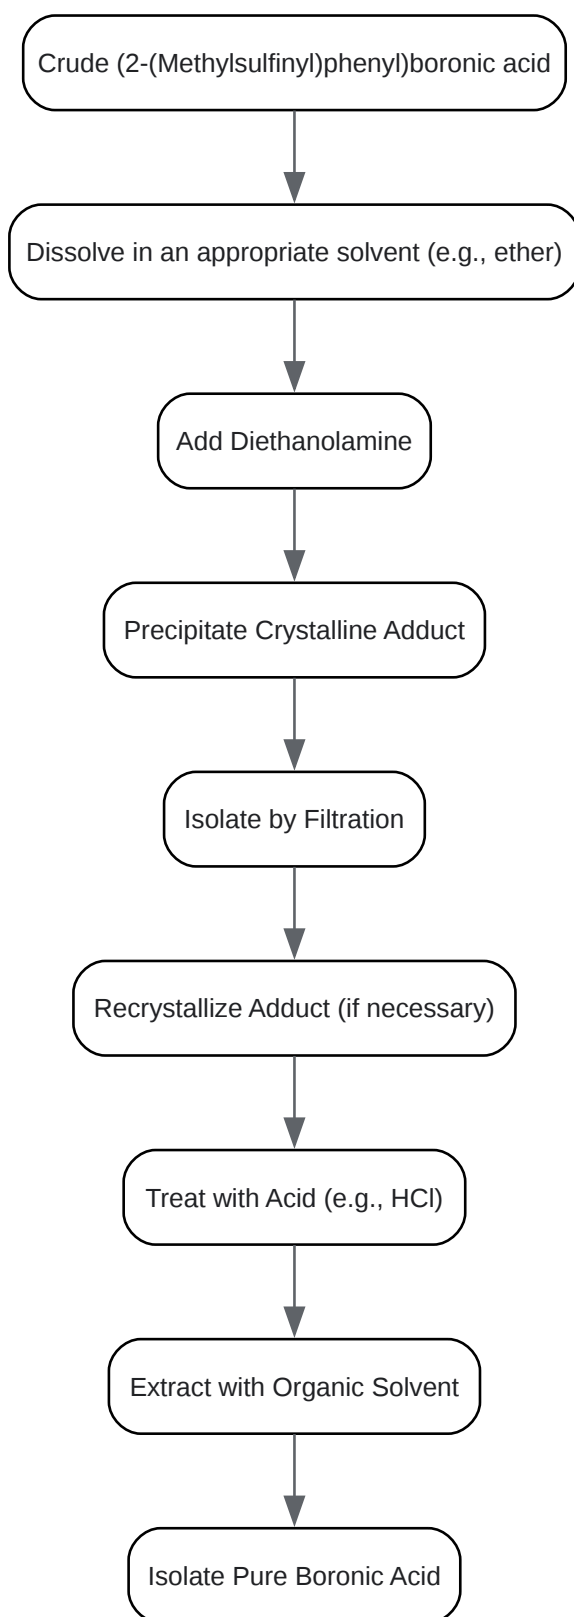 Crude (2-(Methylsulfinyl)phenyl)boronic acid
Dissolve in an appropriate solvent (e.g., ether)
Add Diethanolamine
Precipitate Crystalline Adduct
Isolate by Filtration
Recrystallize Adduct (if necessary)
Treat with Acid (e.g., HCl)
Extract with Organic Solvent
Isolate Pure Boronic Acid